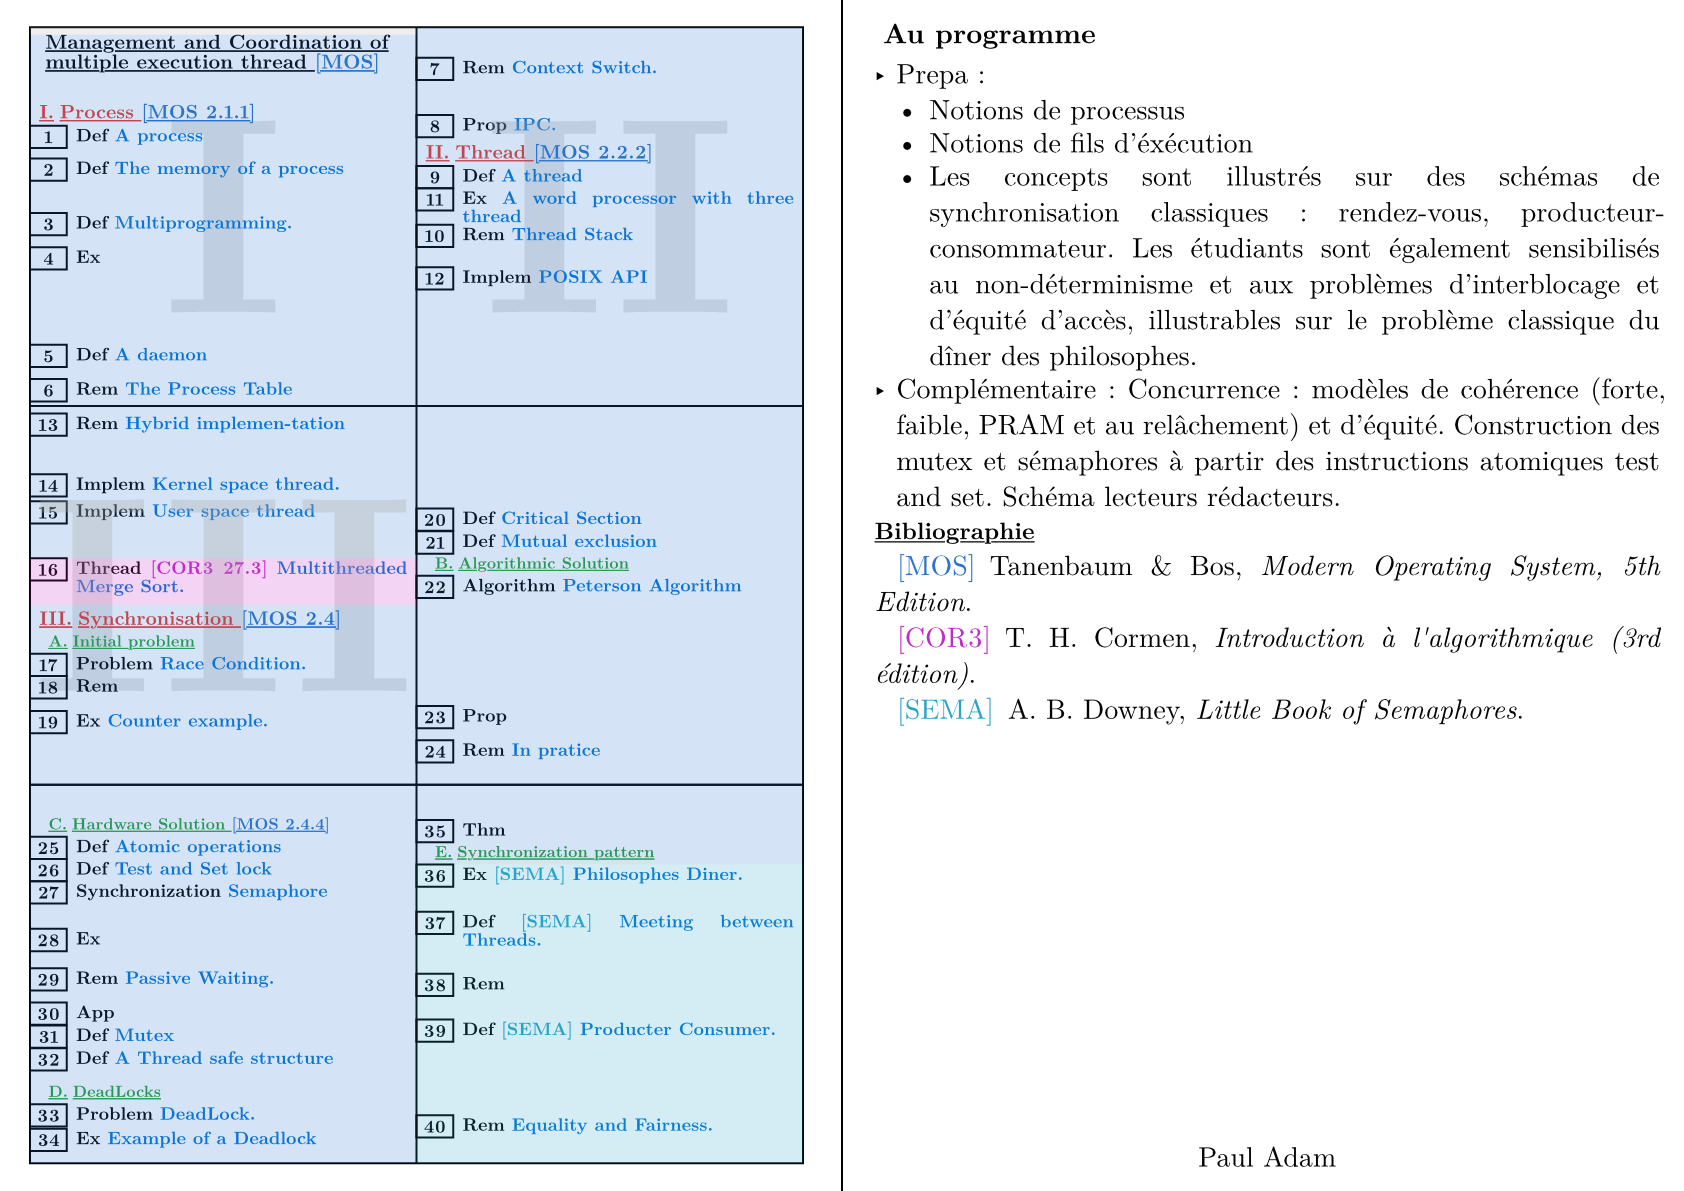 Management and Coordination of
multiple execution thread [MOS]
I. Process [MOS 2.1.1]
1 Def A process
2 Def The memory of a process
3 Def Multiprogramming.
4 Ex
5 Def A daemon
6 Rem The Process Table
I
7 Rem Context Switch.
8 Prop IPC.
II. Thread [MOS 2.2.2]
9 Def A thread
11 Ex A word processor with three
thread
10 Rem Thread Stack
12 Implem POSIX API
II
13 Rem Hybrid implemen-tation
14 Implem Kernel space thread.
15 Implem User space thread
16 Thread [COR3 27.3] Multithreaded
Merge Sort.
III. Synchronisation [MOS 2.4]
A. Initial problem
17 Problem Race Condition.
18 Rem
19 Ex Counter example.
III
20 Def Critical Section
21 Def Mutual exclusion
B. Algorithmic Solution
22 Algorithm Peterson Algorithm
23 Prop
24 Rem In pratice
C. Hardware Solution [MOS 2.4.4]
25 Def Atomic operations
26 Def Test and Set lock
27 Synchronization Semaphore
28 Ex
29 Rem Passive Waiting.
30 App
31 Def Mutex
32 Def A Thread safe structure
D. DeadLocks
33 Problem DeadLock.
34 Ex Example of a Deadlock
35 Thm
E. Synchronization pattern
36 Ex [SEMA] Philosophes Diner.
37 Def [SEMA] Meeting between
Threads.
38 Rem
39 Def [SEMA] Producter Consumer.
40 Rem Equality and Fairness.
Au programme
‣ Prepa :
• Notions de processus
• Notions de fils d'éxécution
• Les concepts sont illustrés sur des schémas de
synchronisation classiques : rendez-vous, producteur-
consommateur. Les étudiants sont également sensibilisés
au non-déterminisme et aux problèmes d'interblocage et
d'équité d'accès, illustrables sur le problème classique du
dîner des philosophes.
‣ Complémentaire : Concurrence : modèles de cohérence (forte,
faible, PRAM et au relâchement) et d'équité. Construction des
mutex et sémaphores à partir des instructions atomiques test
and set. Schéma lecteurs rédacteurs.
Bibliographie
[MOS] Tanenbaum & Bos, Modern Operating System, 5th
Edition.
[COR3] T. H. Cormen, Introduction à l'algorithmique (3rd
édition).
[SEMA] A. B. Downey, Little Book of Semaphores.
Paul Adam